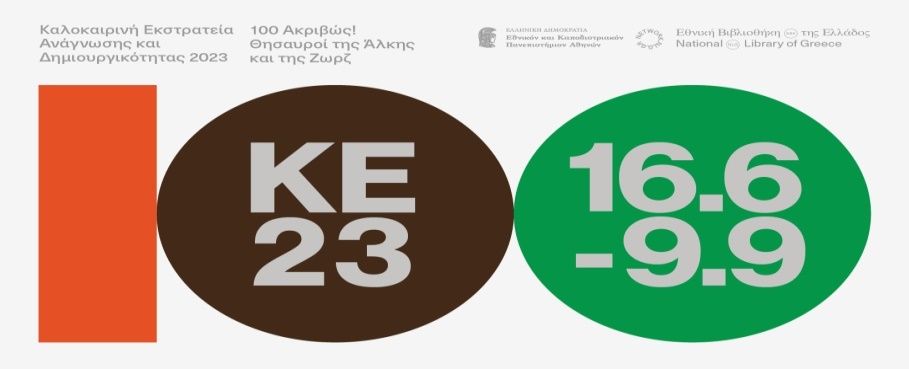 Καλοκαιρινή Εκστρατεία
Ανάγνωσης και
Δημιουργικότητας 2023
100 Ακριβώς!
Θησαυροί της Άλκης
και της Ζωρζ
ΕΛΛΗΝΙΚΗ ΔΗΜΟΚΡΑΤΙΑ
Εθνικόν και Καποδιστριακόν
Πανεπιστήμιον Αθηνών
Εθνική Βιβλιοθήκη της Ελλάδος
National Library of Greece
ΚΕ
23
16.6
-9.9